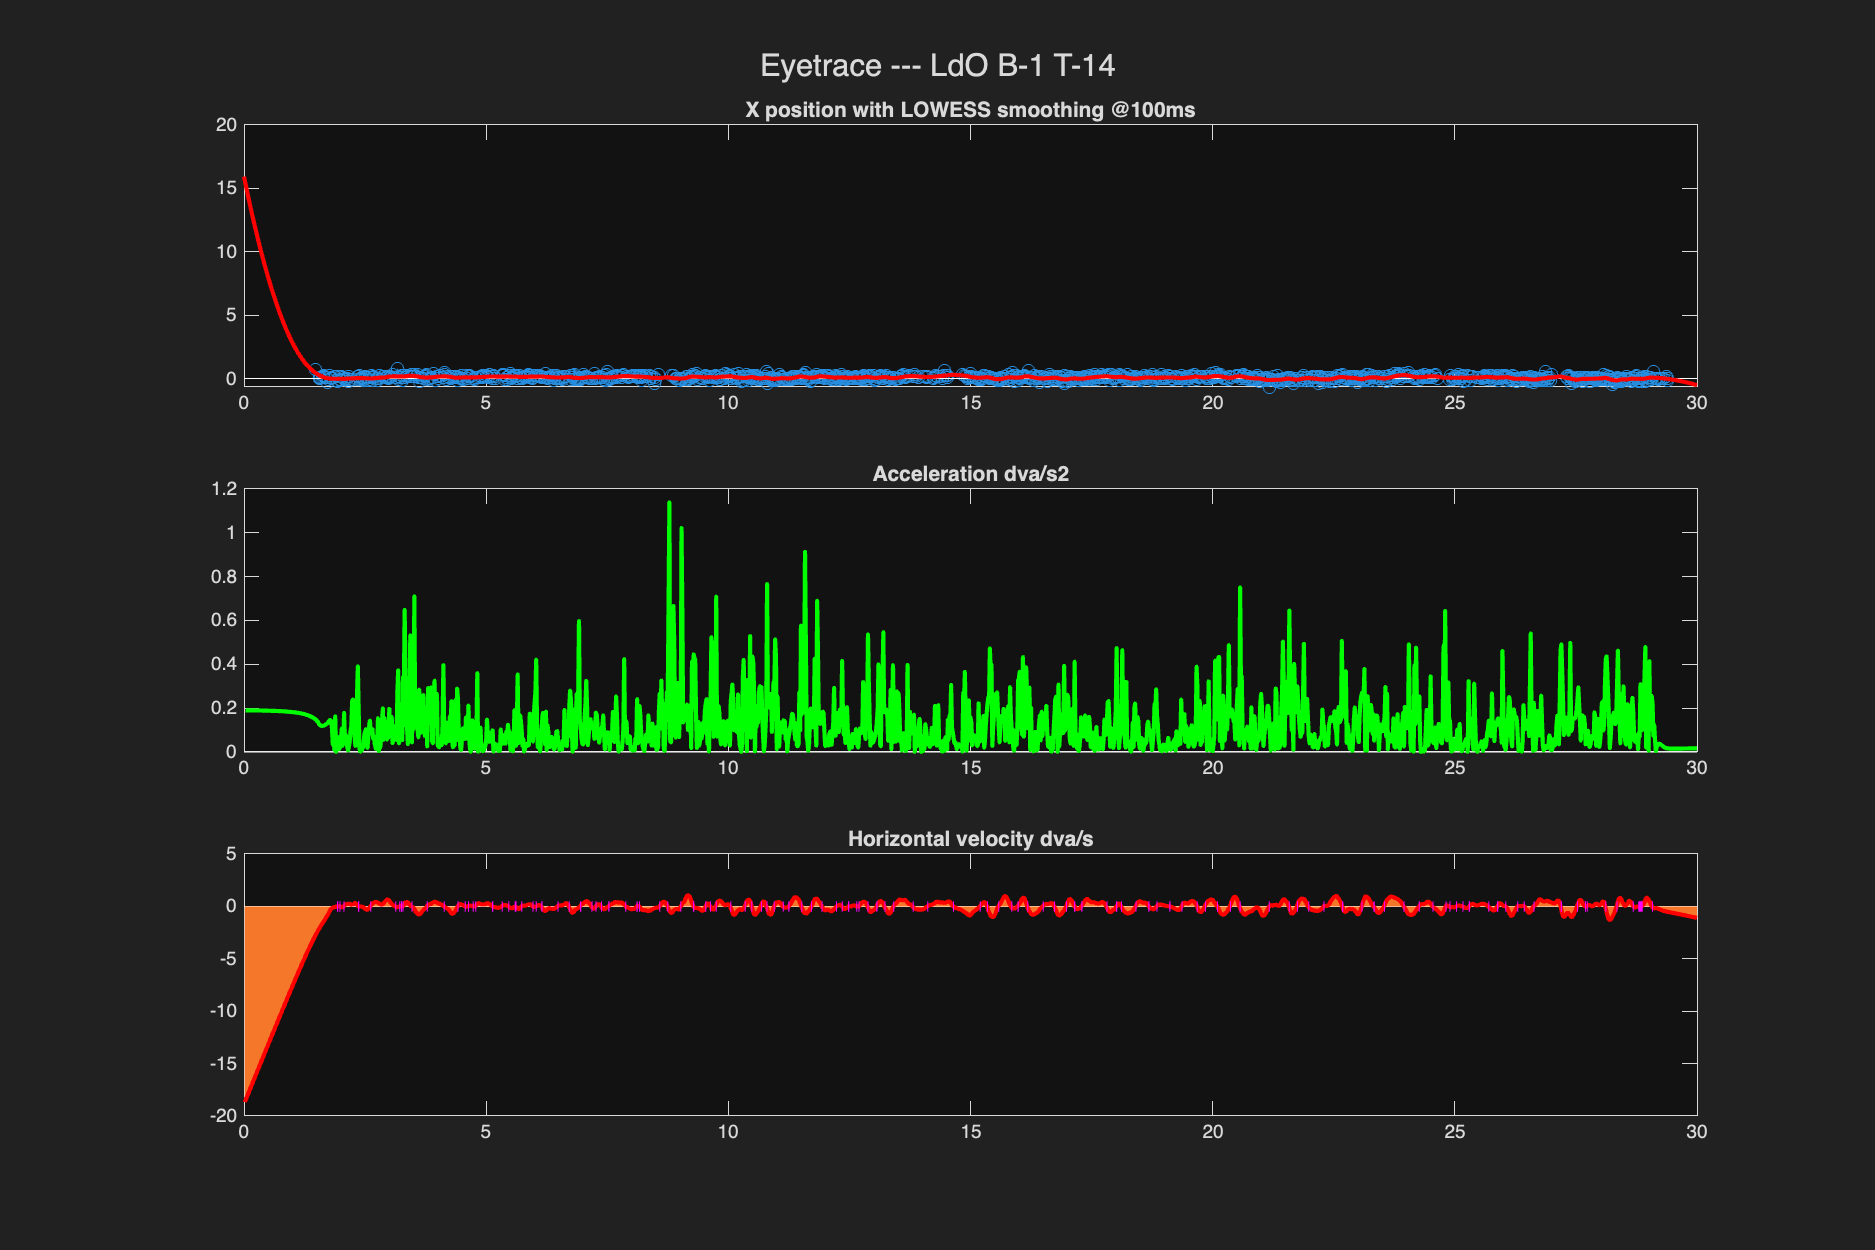 Eyetrace --- LdO B-1 T-14
X position with LOWESS smoothing @100ms
20
15
10
5
0
0 5 10 15 20 25 30
Acceleration dva/s2
1.2
1
0.8
0.6
0.4
0.2
0
0 5 10 15 20 25 30
Horizontal velocity dva/s
5
0
-5
-10
-15
-20
0 5 10 15 20 25 30